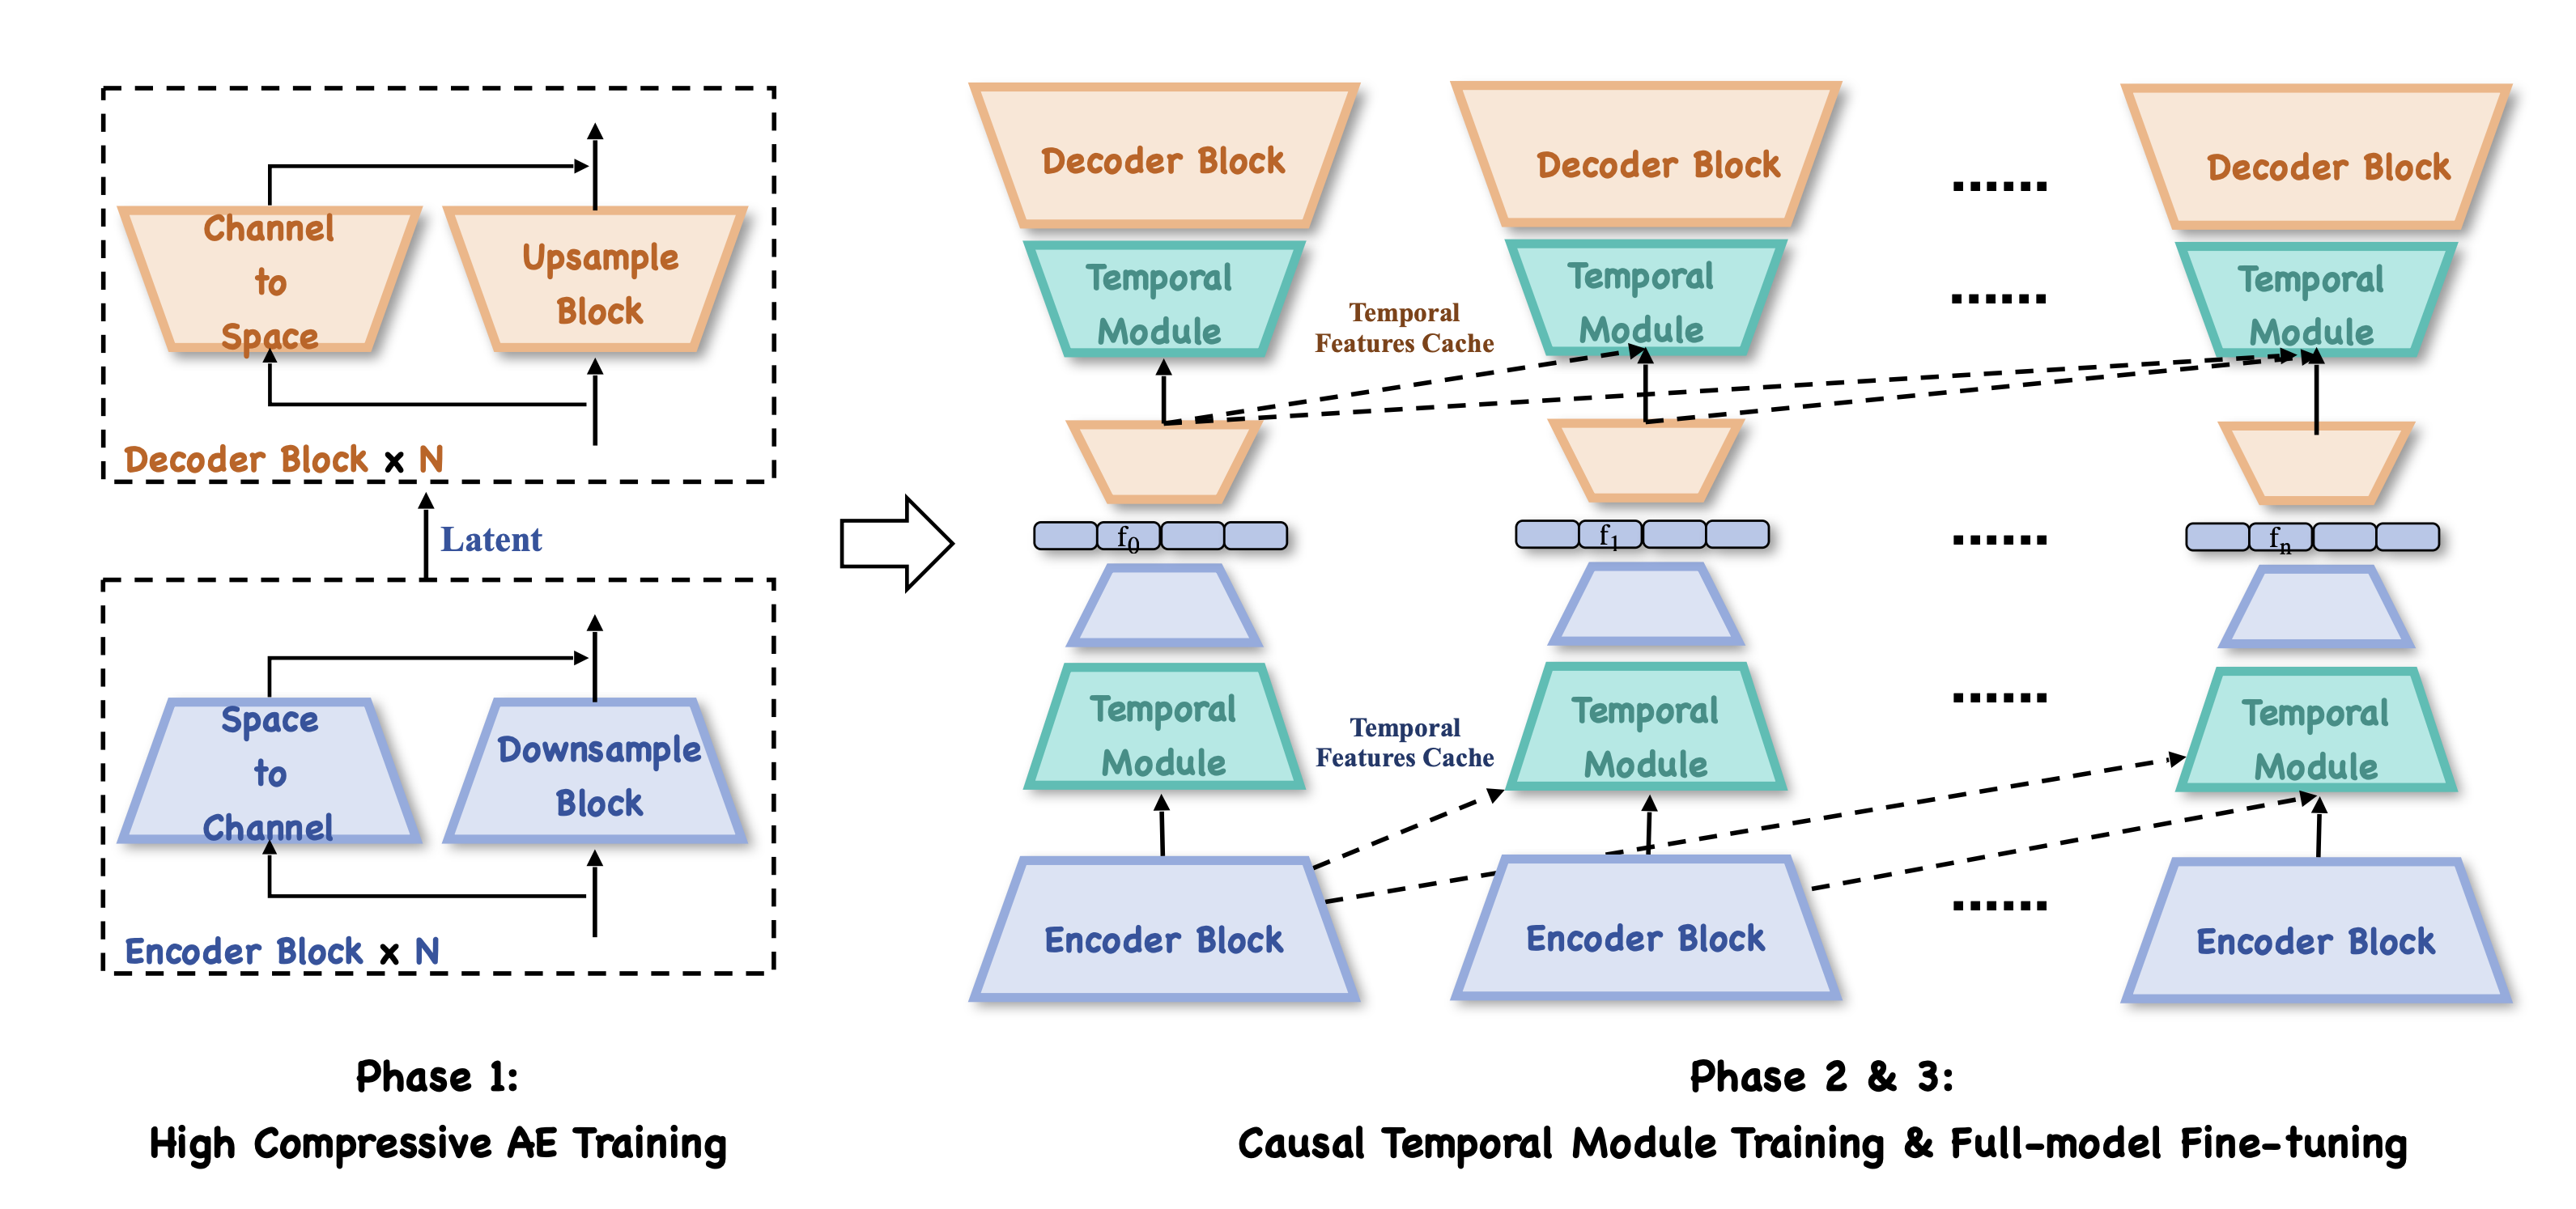 Channel
to
Space
Upsample
Block
Decoder Block x N
Latent
Space
to
Channel
Downsample
Block
Encoder Block x N
Phase 1:
High Compressive AE Training
Decoder Block
Decoder Block
......
Decoder Block
Temporal
Module
Temporal
Features Cache
Temporal
Module
......
Temporal
Module
f0
f1
......
fn
Temporal
Module
Temporal
Features Cache
Temporal
Module
......
Temporal
Module
Encoder Block
Encoder Block
......
Encoder Block
Phase 2 & 3:
Causal Temporal Module Training & Full-model Fine-tuning